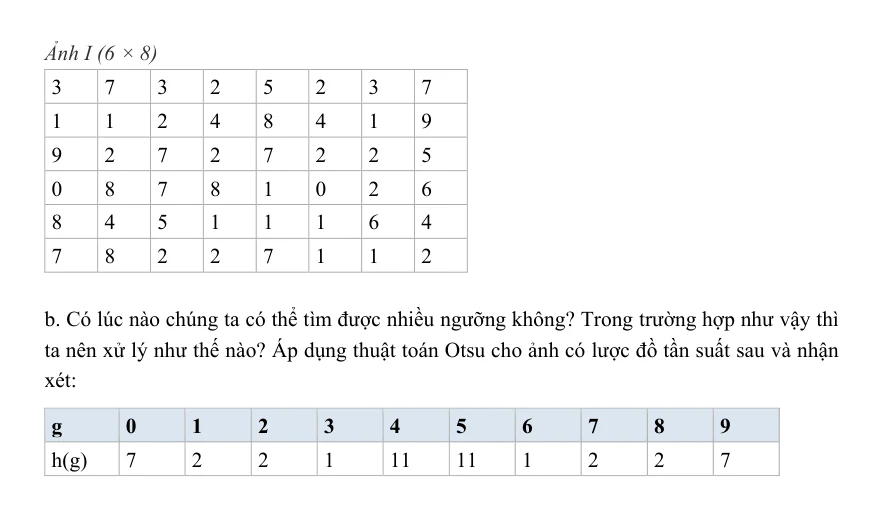 Ảnh I (6 × 8)
3 7 3 2 5 2 3 7
1 1 2 4 8 4 1 9
9 2 7 2 7 2 2 5
0 8 7 8 1 0 2 6
8 4 5 1 1 1 6 4
7 8 2 2 7 1 1 2
b. Có lúc nào chúng ta có thể tìm được nhiều ngưỡng không? Trong trường hợp như vậy thì
ta nên xử lý như thế nào? Áp dụng thuật toán Otsu cho ảnh có lược đồ tần suất sau và nhận
xét:
g 0 1 2 3 4 5 6 7 8 9
h(g) 7 2 2 1 11 11 1 2 2 7